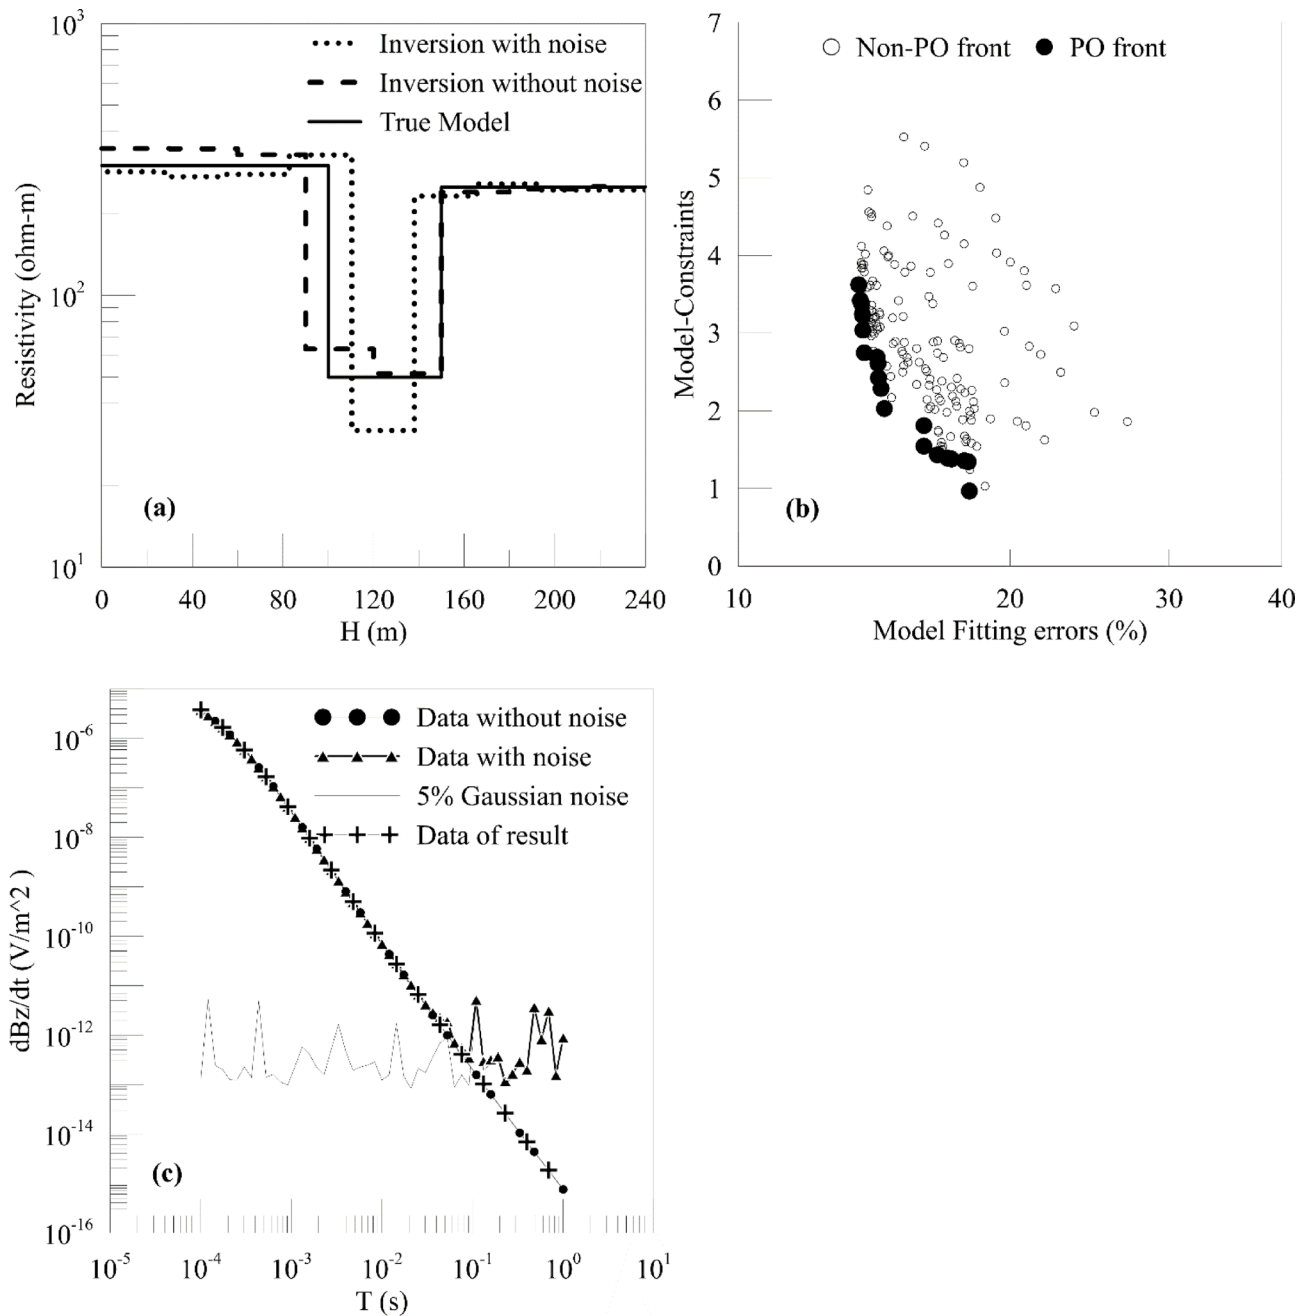 10^3
10^2
10^1
Resistivity (ohm-m)
Inversion with noise
Inversion without noise
True Model
(a)
0 40 80 120 160 200 240
H (m)
7
6
5
4
3
2
1
0
Model-Constraints
Non-PO front PO front
(b)
10 20 30 40
Model Fitting errors (%)
10^-6
10^-8
10^-10
10^-12
10^-14
10^-16
dBz/dt (V/m^2 )
Data without noise
Data with noise
5% Gaussian noise
Data of result
(c)
10^-5 10^-4 10^-3 10^-2 10^-1 10^0 10^1
T (s)